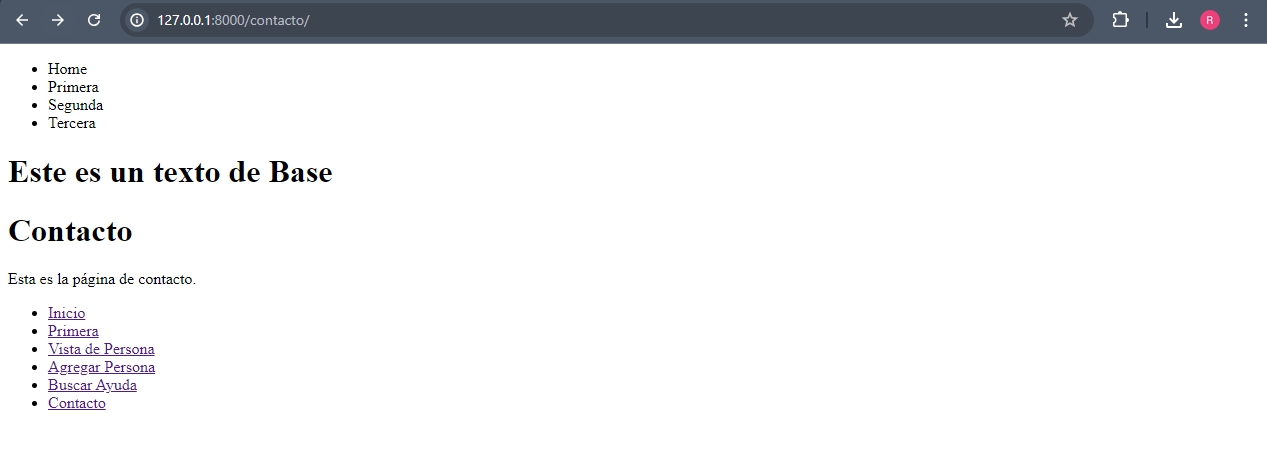 127.0.0.1:8000/contacto/
R
Home
Primera
Segunda
Tercera
Este es un texto de Base
Contacto
Esta es la página de contacto.
Inicio
Primera
Vista de Persona
Agregar Persona
Buscar Ayuda
Contacto